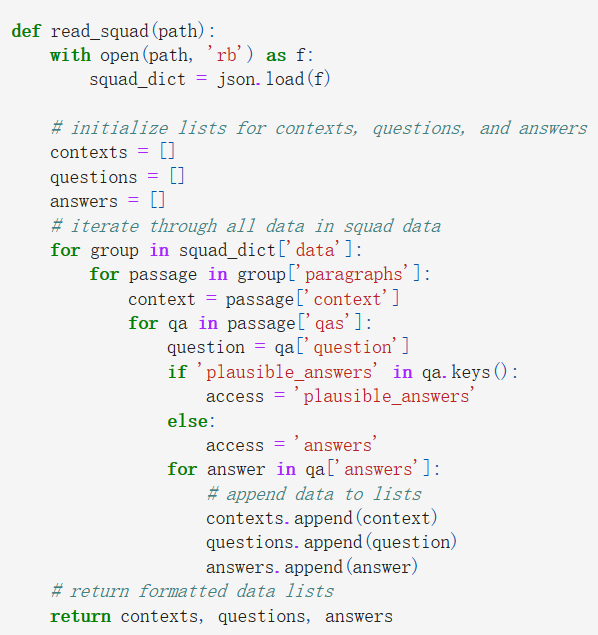 def read_squad(path):
    with open(path, 'rb') as f:
        squad_dict = json.load(f)

    # initialize lists for contexts, questions, and answers
    contexts = []
    questions = []
    answers = []
    # iterate through all data in squad data
    for group in squad_dict['data']:
        for passage in group['paragraphs']:
            context = passage['context']
            for qa in passage['qas']:
                question = qa['question']
                if 'plausible_answers' in qa.keys():
                    access = 'plausible_answers'
                else:
                    access = 'answers'
                for answer in qa['answers']:
                    # append data to lists
                    contexts.append(context)
                    questions.append(question)
                    answers.append(answer)
    # return formatted data lists
    return contexts, questions, answers